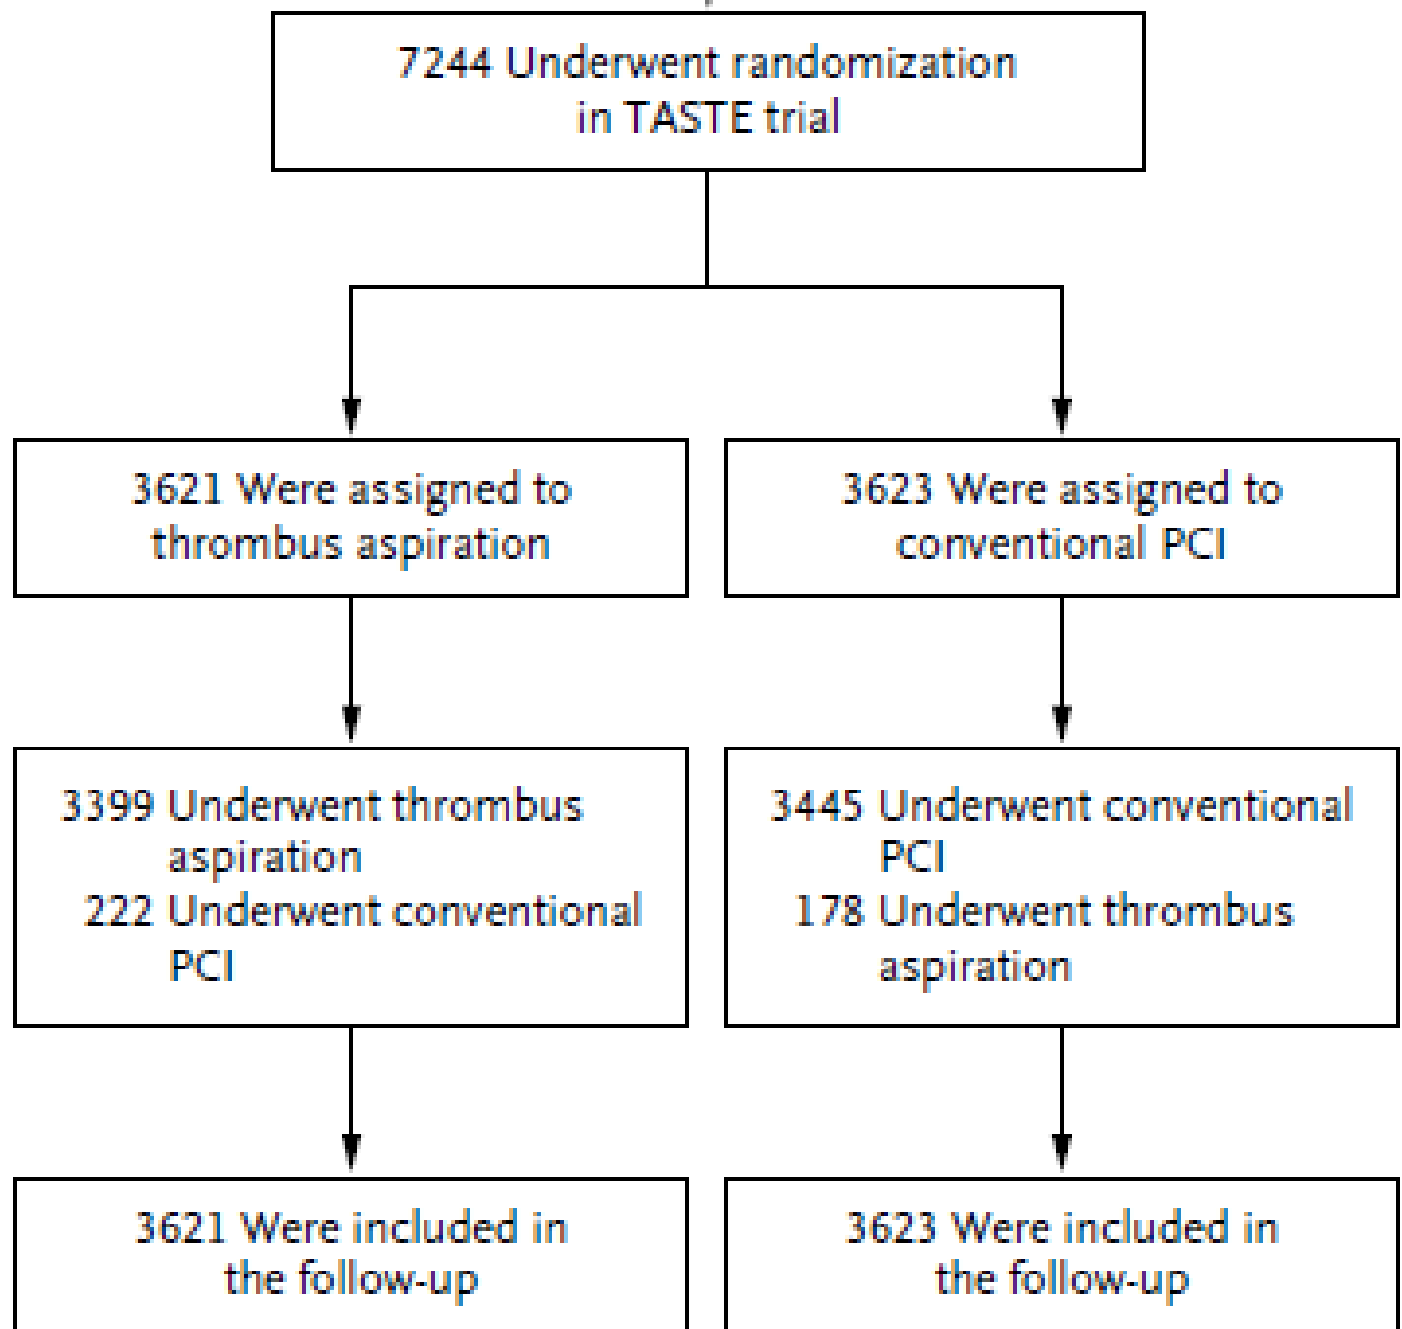 7244 Underwent randomization
in TASTE trial
3621 Were assigned to
thrombus aspiration
3623 Were assigned to
conventional PCI
3399 Underwent thrombus
aspiration
222 Underwent conventional
PCI
3445 Underwent conventional
PCI
178 Underwent thrombus
aspiration
3621 Were included in
the follow-up
3623 Were included in
the follow-up